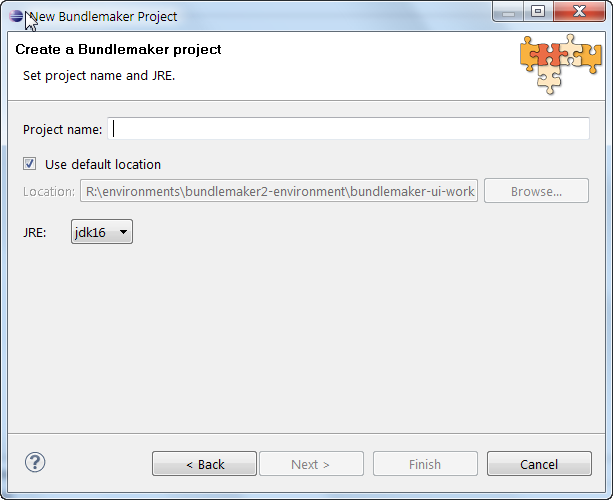 New Bundlemaker Project
Create a Bundlemaker project
Set project name and JRE.
Project name:
Use default location
Location: R:\environments\bundlemaker2-environment\bundlemaker-ui-work Browse...
JRE: jdk16
? < Back Next > Finish Cancel